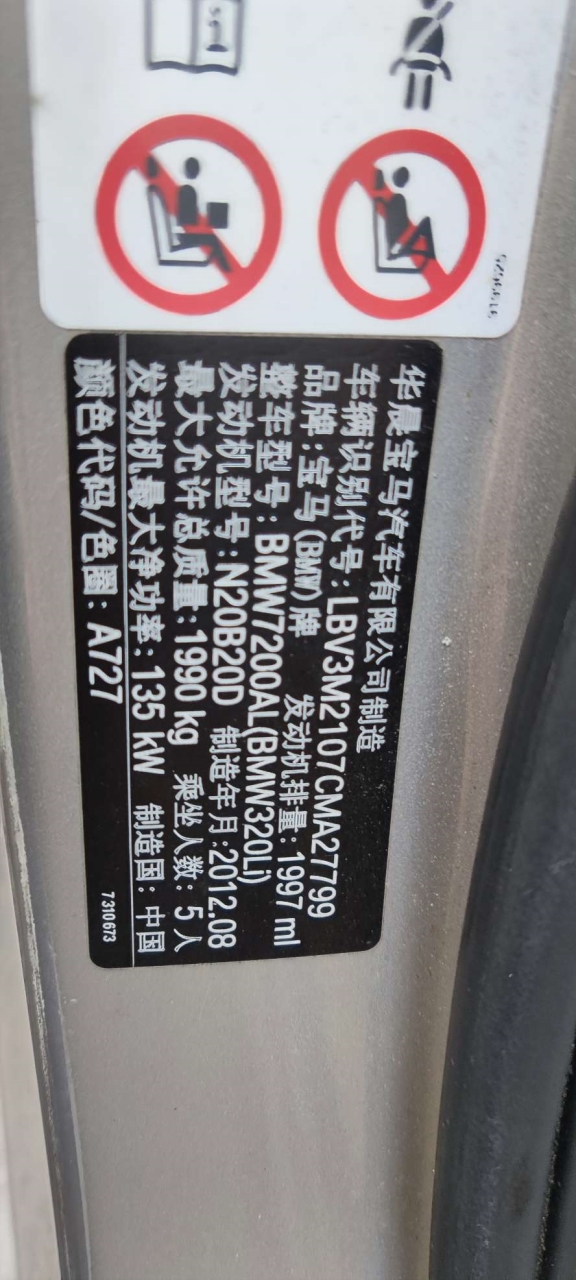 华晨宝马汽车有限公司制造
车辆识别代号:LBV3M2107CMA27799
品牌:宝马(BMW)牌 发动机排量:1997 ml
整车型号:BMW7200AL(BMW320Li)
发动机型号:N20B20D 制造年月:2012.08
最大允许总质量:1990 kg 乘坐人数:5人
发动机最大净功率:135 kW 制造国:中国
颜色代码/色圈:A727
7310673